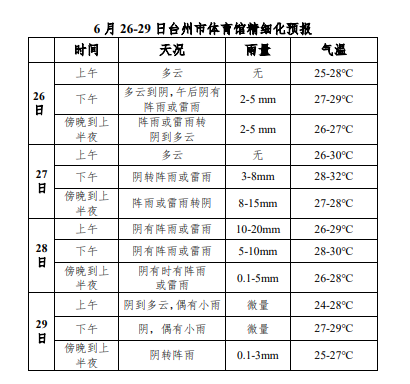 6 月 26-29 日台州市体育馆精细化预报
时间 天况 雨量 气温
26日
上午 多云 无 25-28℃
下午 多云到阴,午后阴有阵雨或雷雨 2-5 mm 27-29℃
傍晚到上半夜 阵雨或雷雨转阴到多云 2-5 mm 26-27℃
27日
上午 多云 无 26-30℃
下午 阴转阵雨或雷雨 3-8mm 28-32℃
傍晚到上半夜 阵雨或雷雨转阴 8-15mm 27-28℃
28日
上午 阴有阵雨或雷雨 10-20mm 26-29℃
下午 阴有阵雨或雷雨 5-10mm 28-30℃
傍晚到上半夜 阴有时有阵雨或雷雨 0.1-5mm 26-28℃
29日
上午 阴到多云,偶有小雨 微量 24-28℃
下午 阴，偶有小雨 微量 27-29℃
傍晚到上半夜 阴转阵雨 0.1-3mm 25-27℃